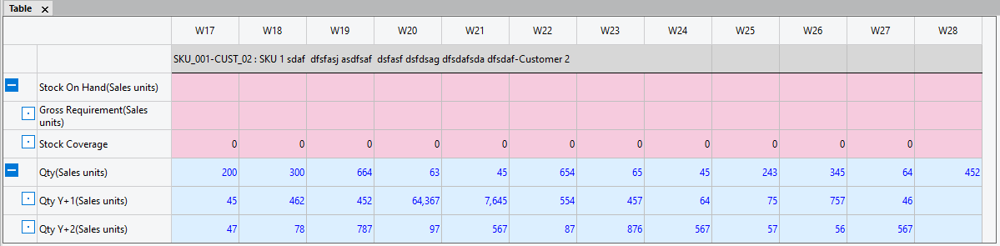 Table x
W17 W18 W19 W20 W21 W22 W23 W24 W25 W26 W27 W28
SKU_001-CUST_02 : SKU 1 sdaf dfsfasj asdfsaf dsfasf dsfdsag dfsdafsda dfsdaf-Customer 2
Stock On Hand(Sales units)
Gross Requirement(Sales
units)
Stock Coverage 0 0 0 0 0 0 0 0 0 0 0
Qty(Sales units) 200 300 664 63 45 654 65 45 243 345 64 452
Qty Y+1(Sales units) 45 462 452 64,367 7,645 554 457 64 75 757 46
Qty Y+2(Sales units) 47 78 787 97 567 87 876 567 57 56 567